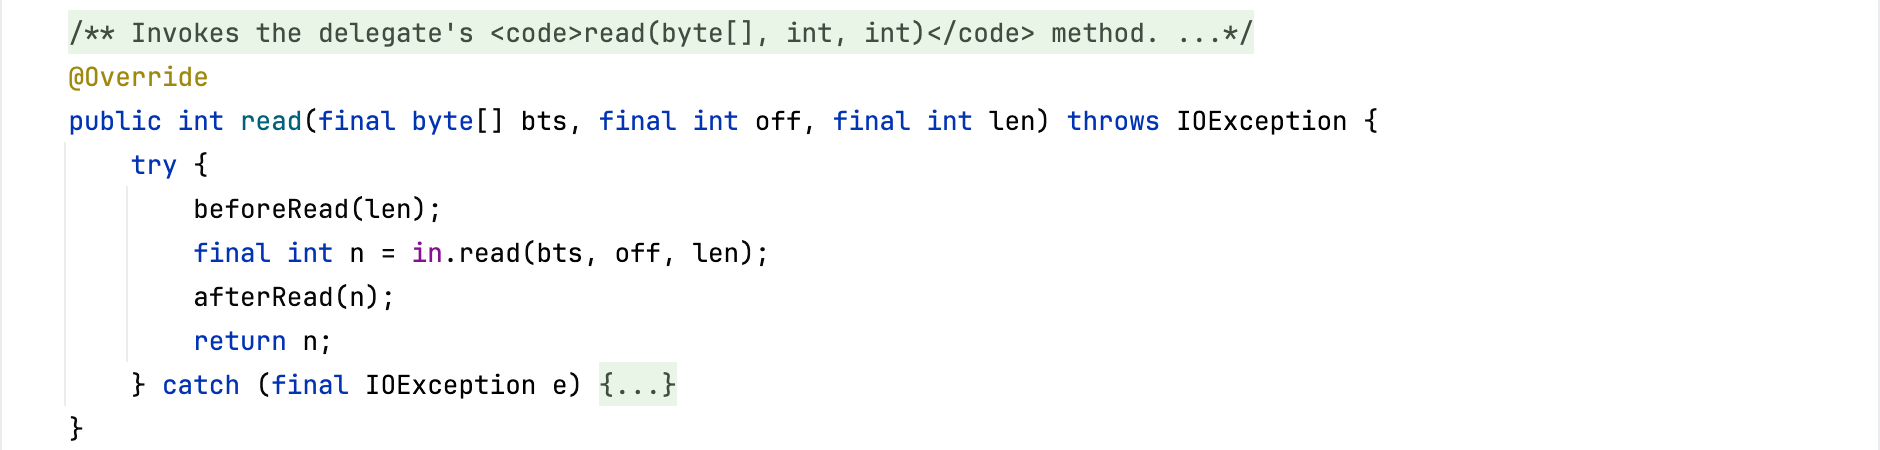 /** Invokes the delegate's <code>read(byte[], int, int)</code> method. ...*/
@Override
public int read(final byte[] bts, final int off, final int len) throws IOException {
    try {
        beforeRead(len);
        final int n = in.read(bts, off, len);
        afterRead(n);
        return n;
    } catch (final IOException e) {...}
}